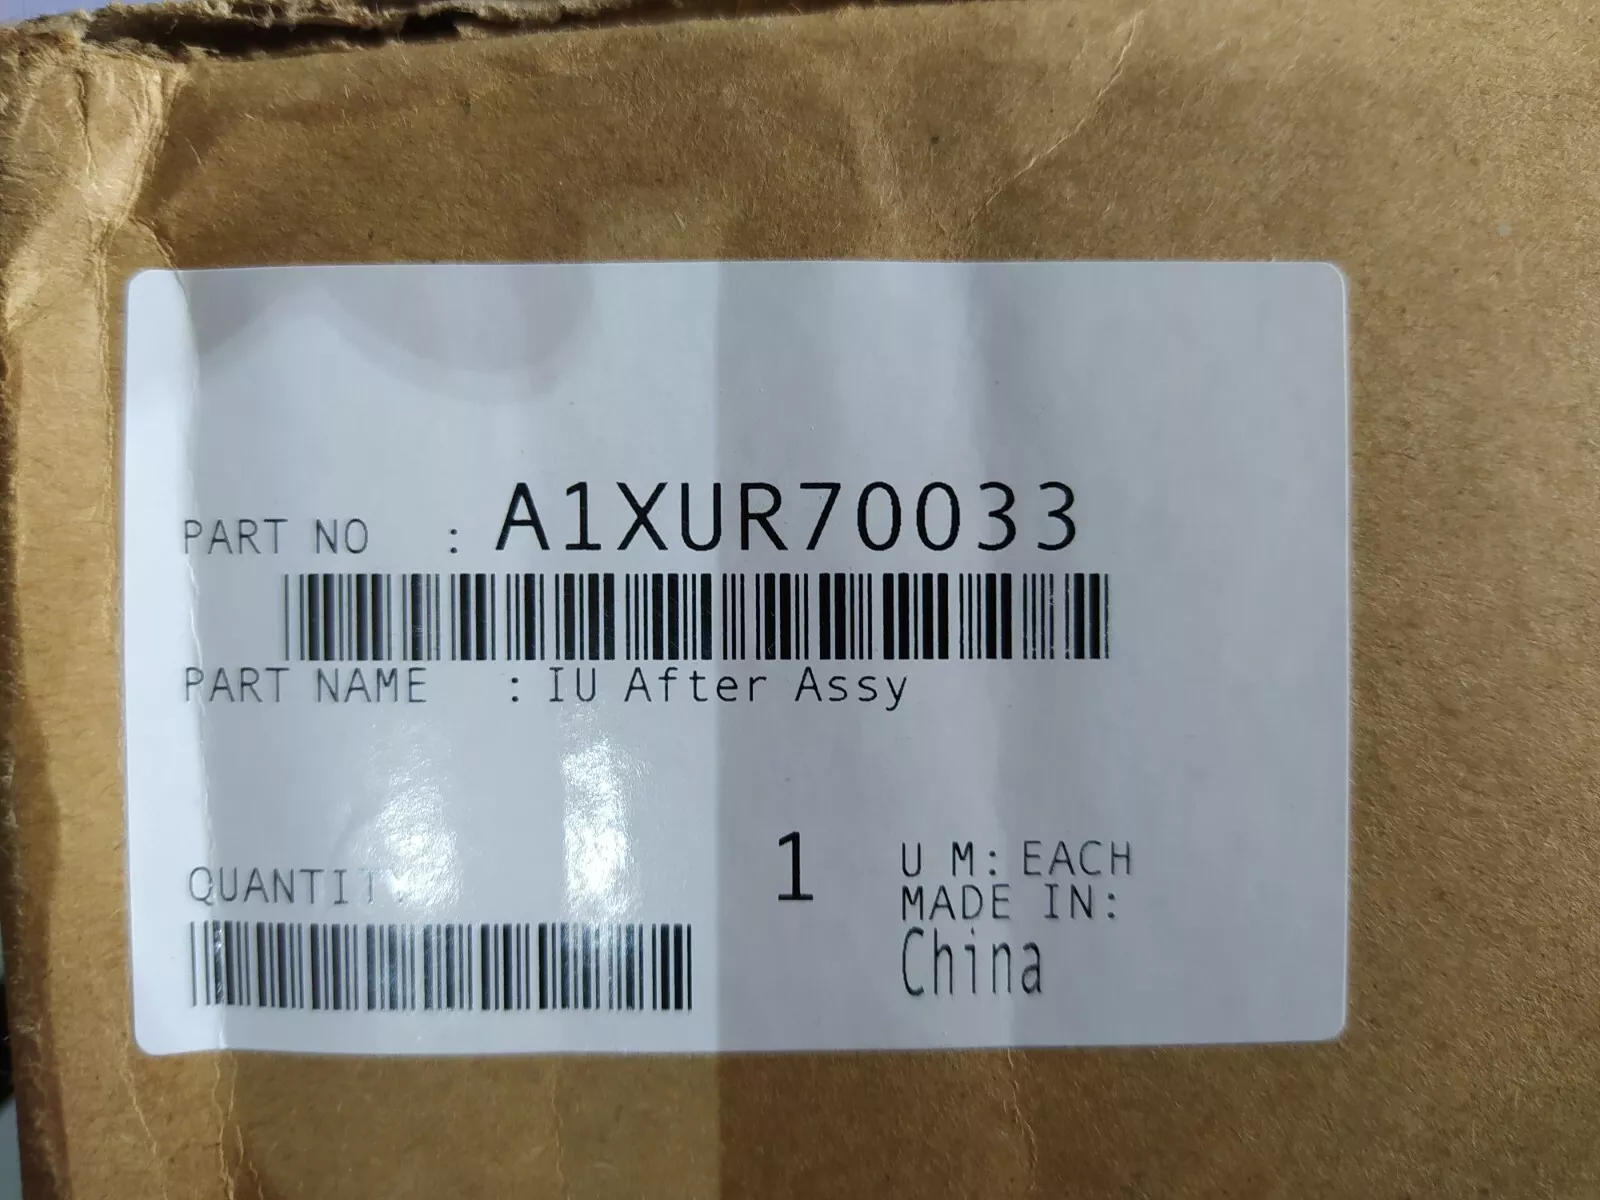 PART NO : A1XUR70033
PART NAME : IU After Assy
QUANTITY: 1 U M: EACH
MADE IN:
China